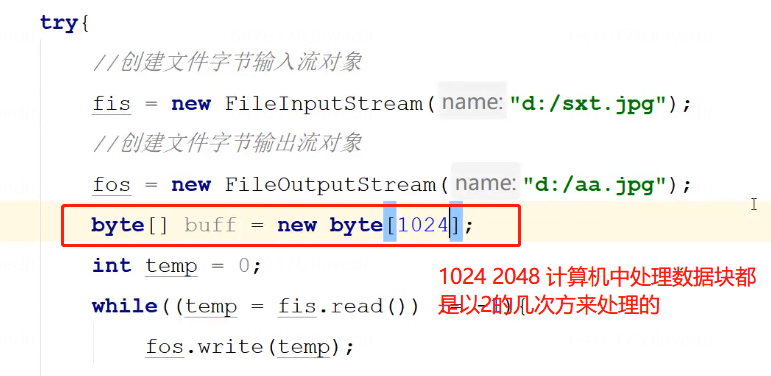 try{
//创建文件字节输入流对象
fis = new FileInputStream( name: "d:/sxt.jpg");
//创建文件字节输出流对象
fos = new FileOutputStream( name: "d:/aa.jpg");
byte[] buff = new byte[1024];
int temp = 0;
1024 2048 计算机中处理数据块都
是以2的几次方来处理的
while((temp = fis.read()) != -1){
fos.write(temp);